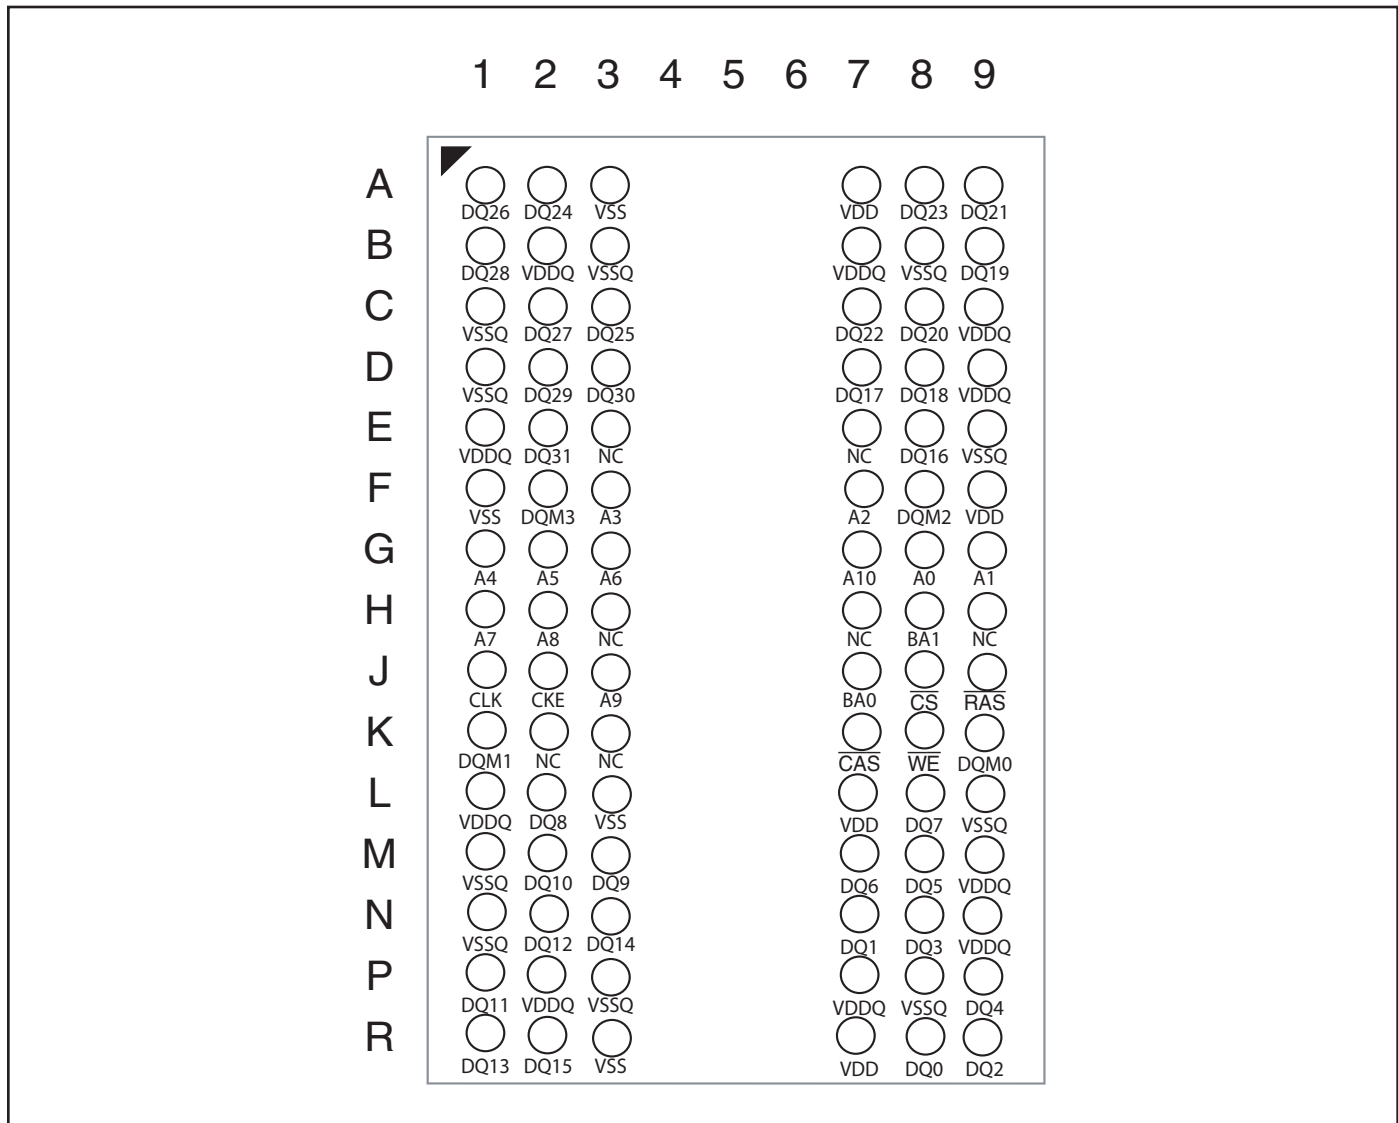 1 2 3 4 5 6 7 8 9
A
DQ26 DQ24 VSS VDD DQ23 DQ21
B
DQ28 VDDQ VSSQ VDDQ VSSQ DQ19
C
VSSQ DQ27 DQ25 DQ22 DQ20 VDDQ
D
VSSQ DQ29 DQ30 DQ17 DQ18 VDDQ
E
VDDQ DQ31 NC NC DQ16 VSSQ
F
VSS DQM3 A3 A2 DQM2 VDD
G
A4 A5 A6 A10 A0 A1
H
A7 A8 NC NC BA1 NC
J
CLK CKE A9 BA0 C̅S̅ R̅A̅S̅
K
DQM1 NC NC C̅A̅S̅ W̅E̅ DQM0
L
VDDQ DQ8 VSS VDD DQ7 VSSQ
M
VSSQ DQ10 DQ9 DQ6 DQ5 VDDQ
N
VSSQ DQ12 DQ14 DQ1 DQ3 VDDQ
P
DQ11 VDDQ VSSQ VDDQ VSSQ DQ4
R
DQ13 DQ15 VSS VDD DQ0 DQ2